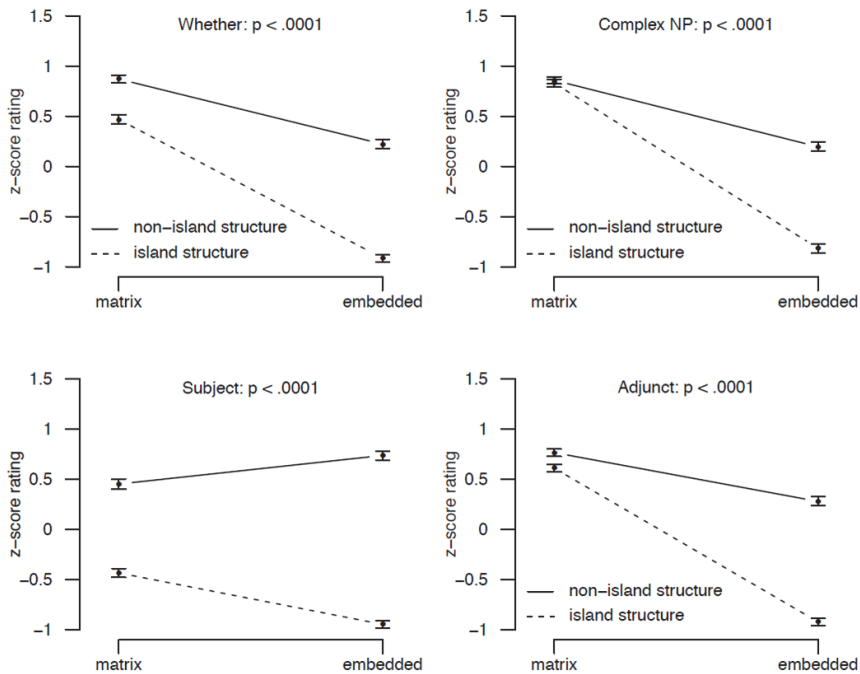 Whether: p < .0001
1.5
1
0.5
0
−0.5
−1
z−score rating
non−island structure
island structure
matrix embedded
Complex NP: p < .0001
1.5
1
0.5
0
−0.5
−1
z−score rating
non−island structure
island structure
matrix embedded
Subject: p < .0001
1.5
1
0.5
0
−0.5
−1
z−score rating
matrix embedded
Adjunct: p < .0001
1.5
1
0.5
0
−0.5
−1
z−score rating
non−island structure
island structure
matrix embedded